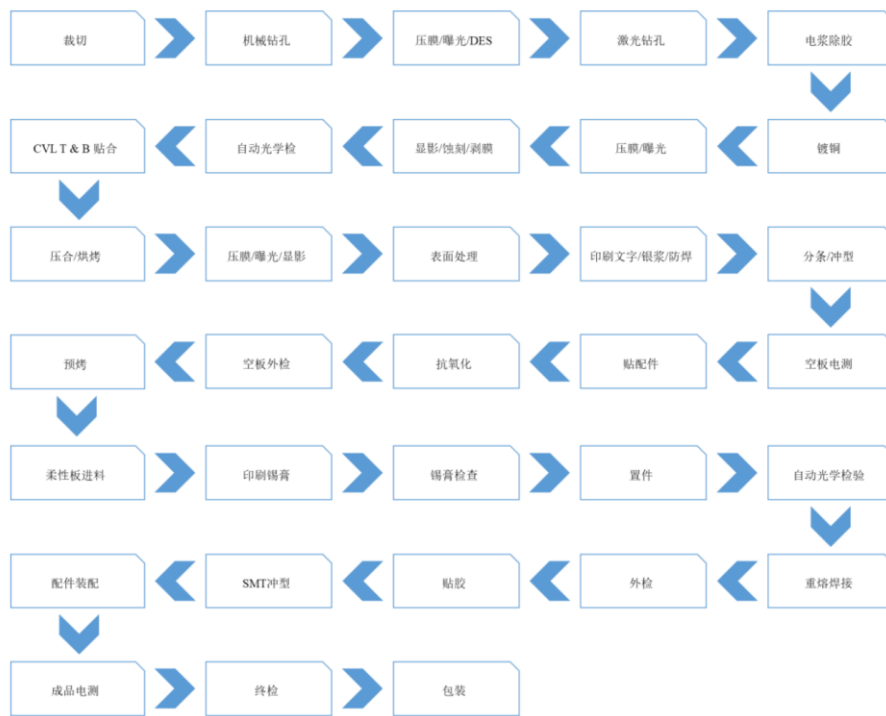 裁切
机械钻孔
压膜/曝光/DES
激光钻孔
电浆除胶
镀铜
压膜/曝光
显影/蚀刻/剥膜
自动光学检
CVL T & B 贴合
压合/烘烤
压膜/曝光/显影
表面处理
印刷文字/银浆/防焊
分条/冲型
空板电测
贴配件
抗氧化
空板外检
预烤
柔性板进料
印刷锡膏
锡膏检查
置件
自动光学检验
重熔焊接
外检
贴胶
SMT冲型
配件装配
成品电测
终检
包装